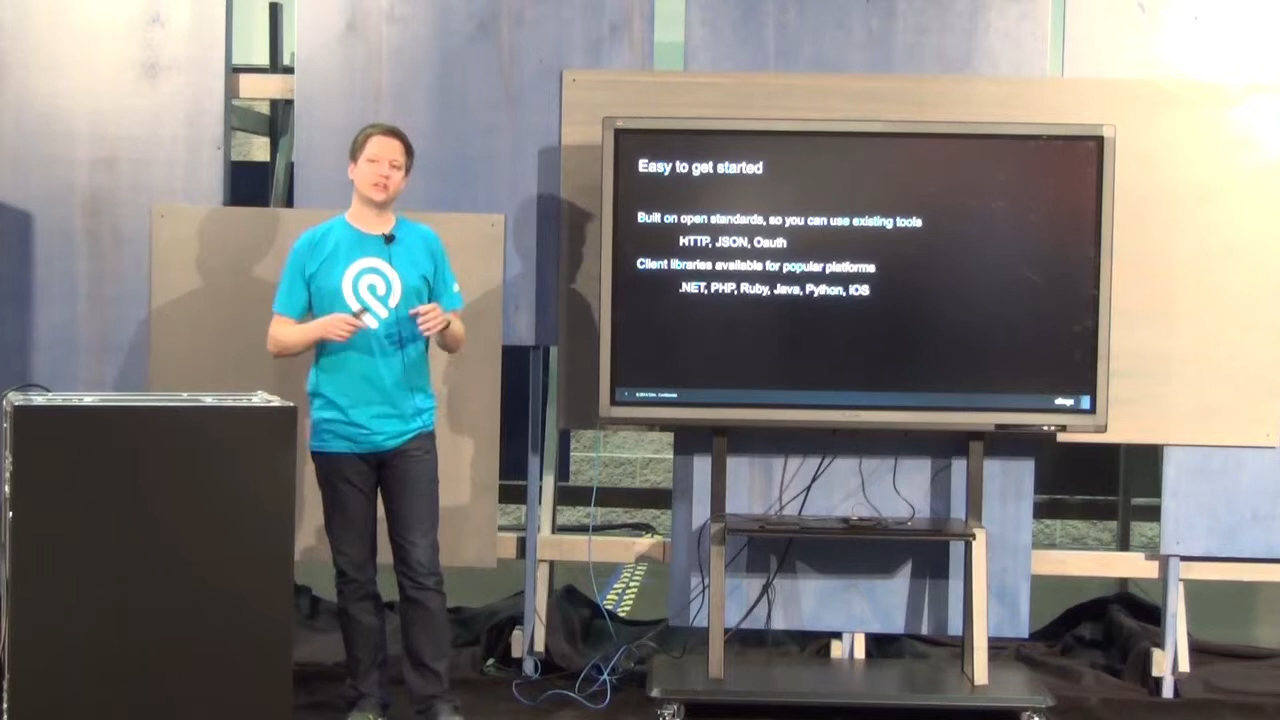 Easy to get started
Built on open standards, so you can use existing tools
HTTP, JSON, Oauth
Client libraries available for popular platforms
.NET, PHP, Ruby, Java, Python, iOS
citrix